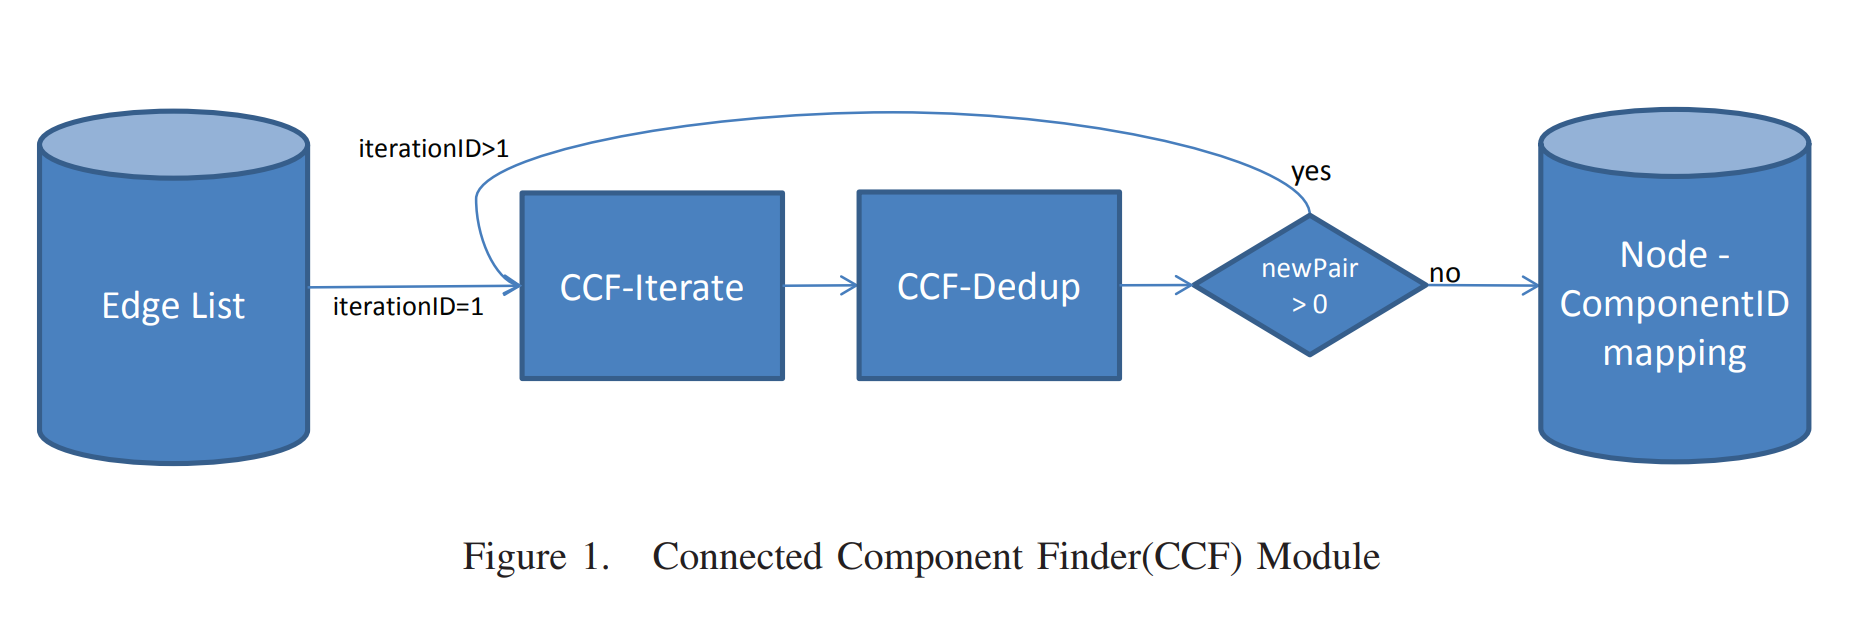 Edge List
iterationID=1
iterationID>1
CCF-Iterate
CCF-Dedup
newPair
> 0
yes
no
Node -
ComponentID
mapping
Figure 1. Connected Component Finder(CCF) Module